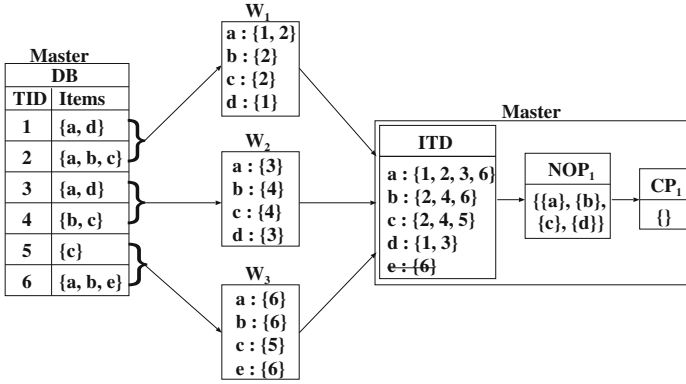 Master
DB
TID Items
1 {a, d}
2 {a, b, c}
3 {a, d}
4 {b, c}
5 {c}
6 {a, b, e}
W1
a : {1, 2}
b : {2}
c : {2}
d : {1}
W2
a : {3}
b : {4}
c : {4}
d : {3}
W3
a : {6}
b : {6}
c : {5}
e : {6}
Master
ITD
a : {1, 2, 3, 6}
b : {2, 4, 6}
c : {2, 4, 5}
d : {1, 3}
e : {6}
NOP1
{{a}, {b},
{c}, {d}}
CP1
{}